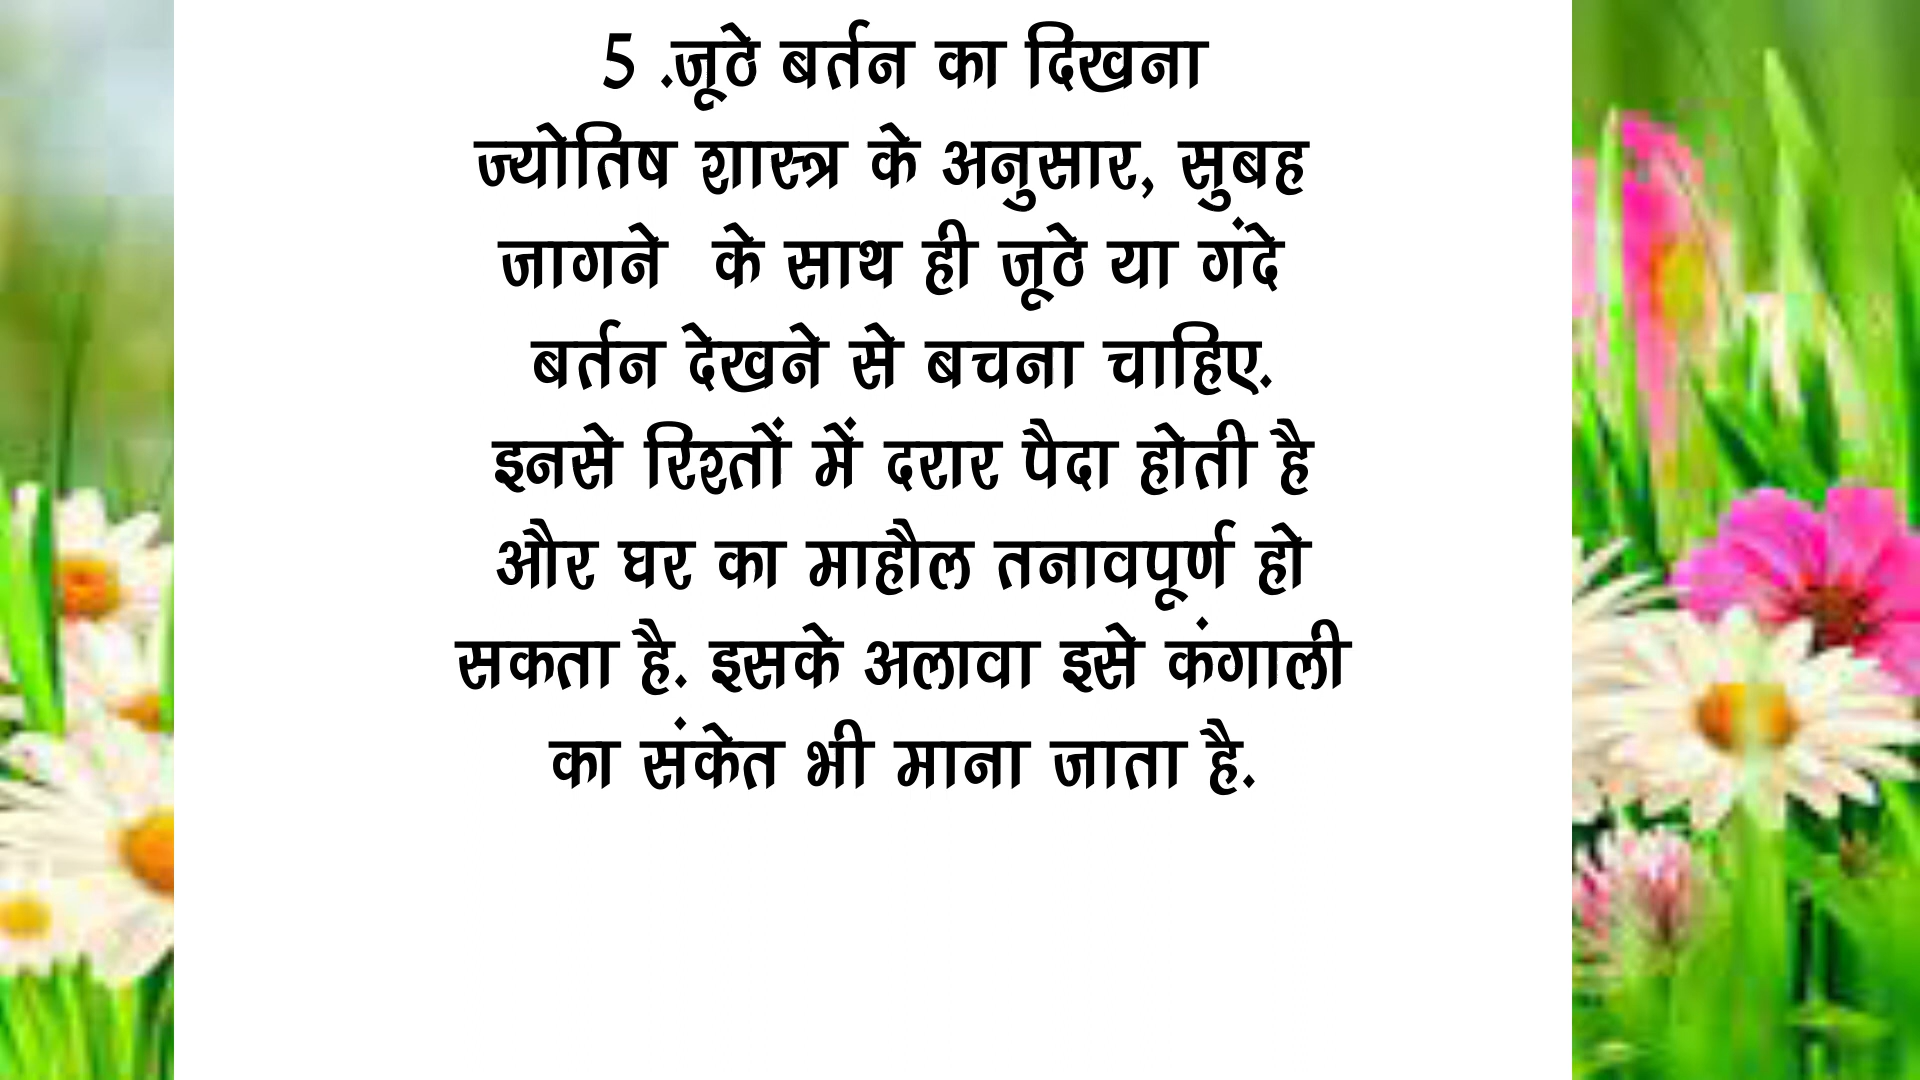 5 .जूठे बर्तन का दिखना
ज्योतिष शास्त्र के अनुसार, सुबह
जागने  के साथ ही जूठे या गंदे
बर्तन देखने से बचना चाहिए.
इनसे रिश्तों में दरार पैदा होती है
और घर का माहौल तनावपूर्ण हो
सकता है. इसके अलावा इसे कंगाली
का संकेत भी माना जाता है.